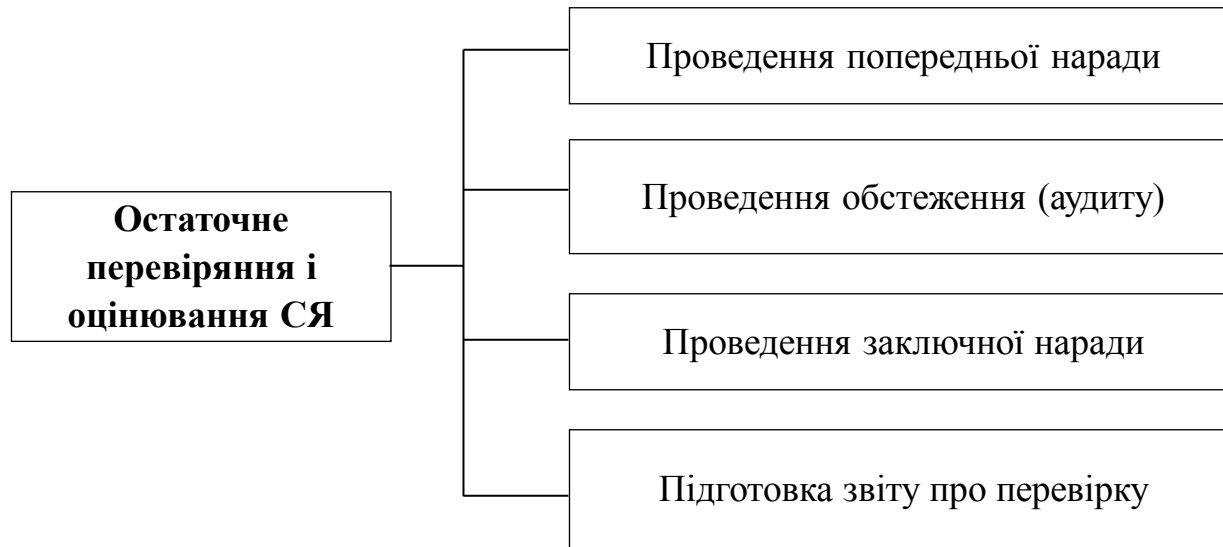 Проведення попередньої наради
Проведення обстеження (аудиту)
Остаточне
перевіряння і
оцінювання СЯ
Проведення заключної наради
Підготовка звіту про перевірку